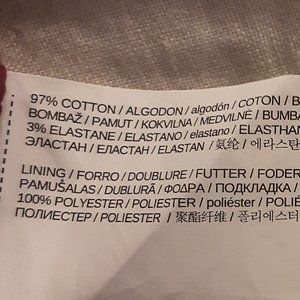 97% COTTON / ALGODON / algodón / COTON / B
BOMBAŽ / PAMUT / KOKVILNA / MEDVILNĖ / BUMBA
3% ELASTANE / ELASTANO / elastano / ELASTHAN
ЭЛАСТАН / ЕЛАСТАН / ELASTAN / 氨纶 / 에라스탄
LINING / FORRO / DOUBLURE / FUTTER / FODER
PAMUŠALAS / DUBLURĂ / ΦΟΔΡΑ / ПОДКЛАДКА /
100% POLYESTER / POLIESTER / poliéster / POLIÉ
ПОЛИЕСТЕР / POLIESTER / 聚酯纤维 / 폴리에스터